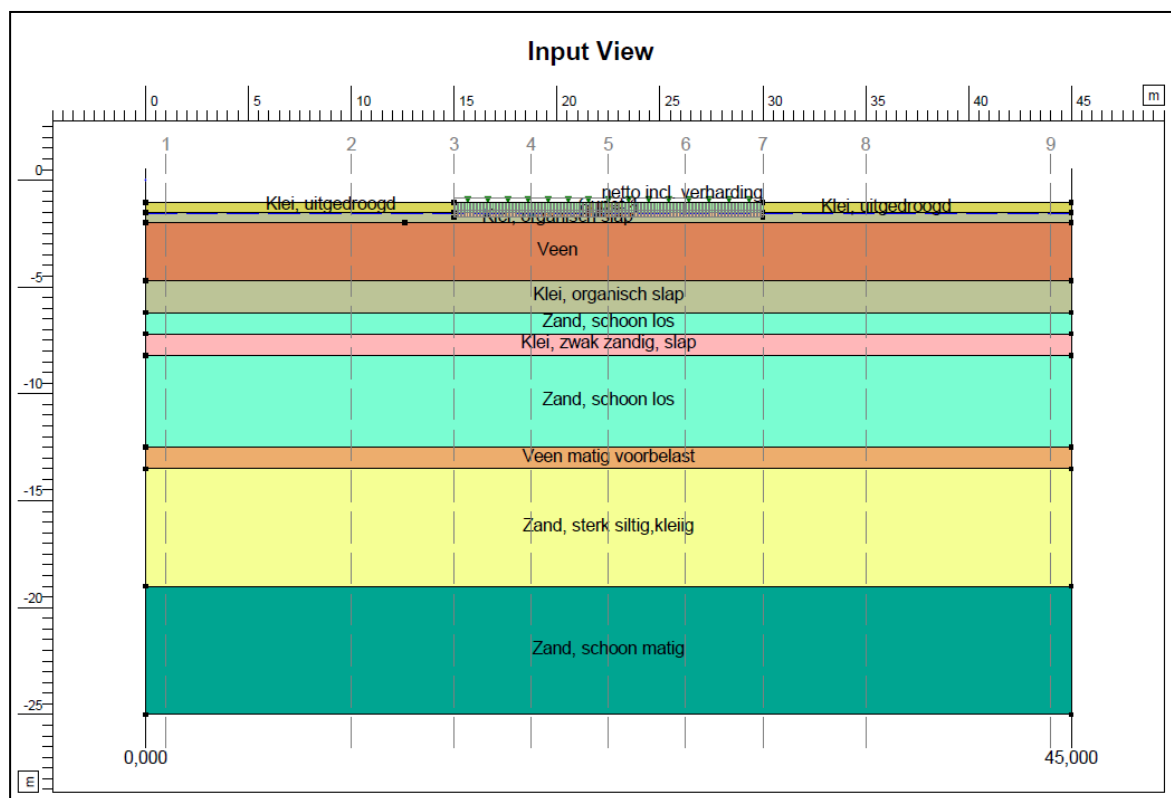 Input View
0 5 10 15 20 25 30 35 40 45 m
1 2 3 4 5 6 7 8 9
0
netto incl. verharding
Klei, uitgedroogd
Klei, uitgedroogd
Klei, organisch slap
Veen
-5
Klei, organisch slap
Zand, schoon los
Klei, zwak zandig, slap
-10
Zand, schoon los
Veen matig voorbelast
-15
Zand, sterk siltig,kleiig
-20
Zand, schoon matig
-25
0,000 45,000
m